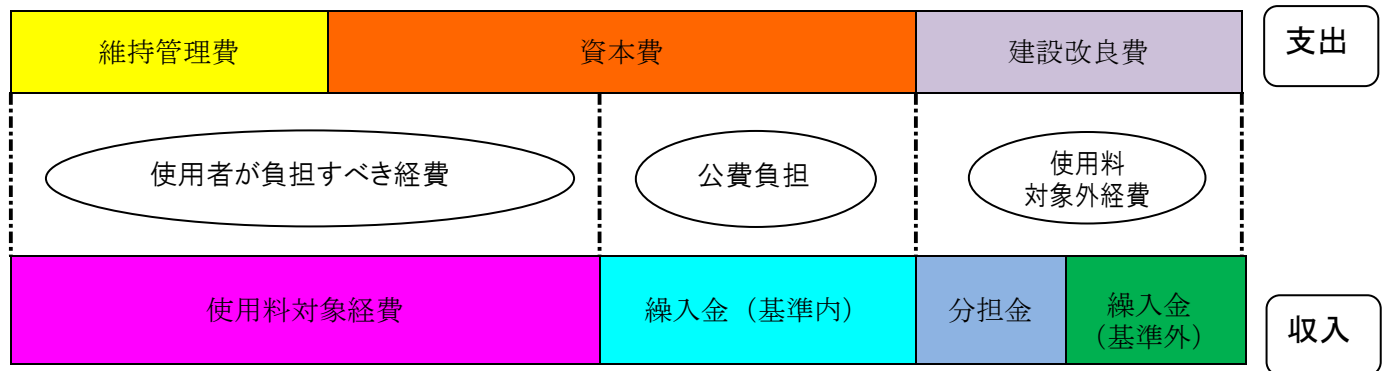 維持管理費
資本費
建設改良費
支出
使用者が負担すべき経費
公費負担
使用料
対象外経費
使用料対象経費
繰入金（基準内）
分担金
繰入金
（基準外）
収入